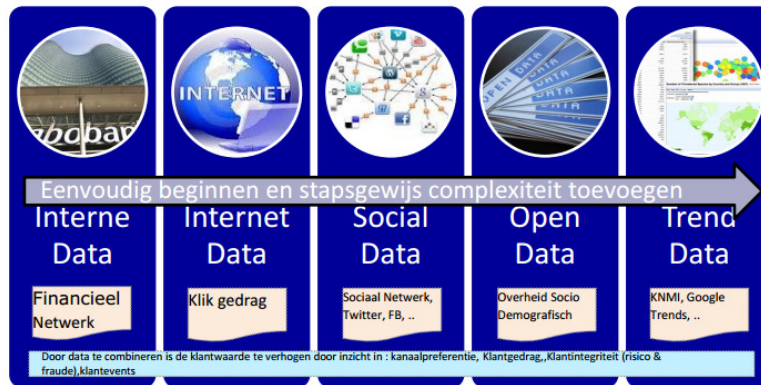 abobank
INTERNET
OPEN DATA
Eenvoudig beginnen en stapsgewijs complexiteit toevoegen
Interne
Data
Internet
Data
Social
Data
Open
Data
Trend
Data
Financieel
Netwerk
Klik gedrag
Sociaal Netwerk,
Twitter, FB, ..
Overheid Socio
Demografisch
KNMI, Google
Trends, ..
Door data te combineren is de klantwaarde te verhogen door inzicht in : kanaalpreferentie, Klantgedrag,,Klantintegriteit (risico &
fraude),klantevents